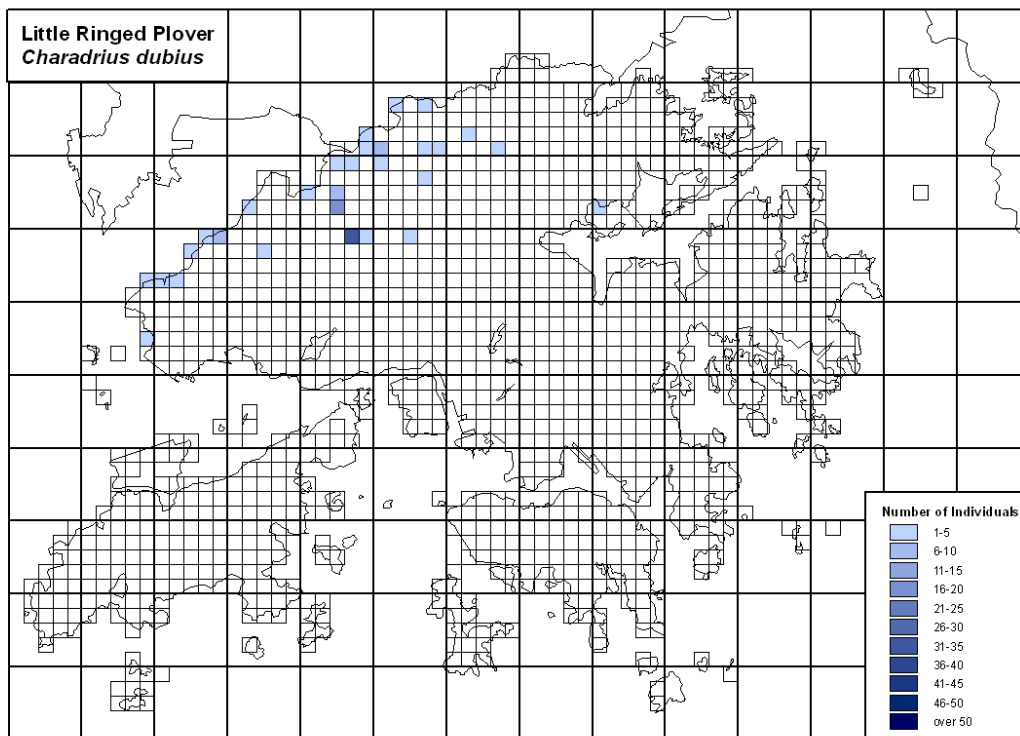 Little Ringed Plover
Charadrius dubius
Number of Individuals
1-5
6-10
11-15
16-20
21-25
26-30
31-35
36-40
41-45
46-50
over 50